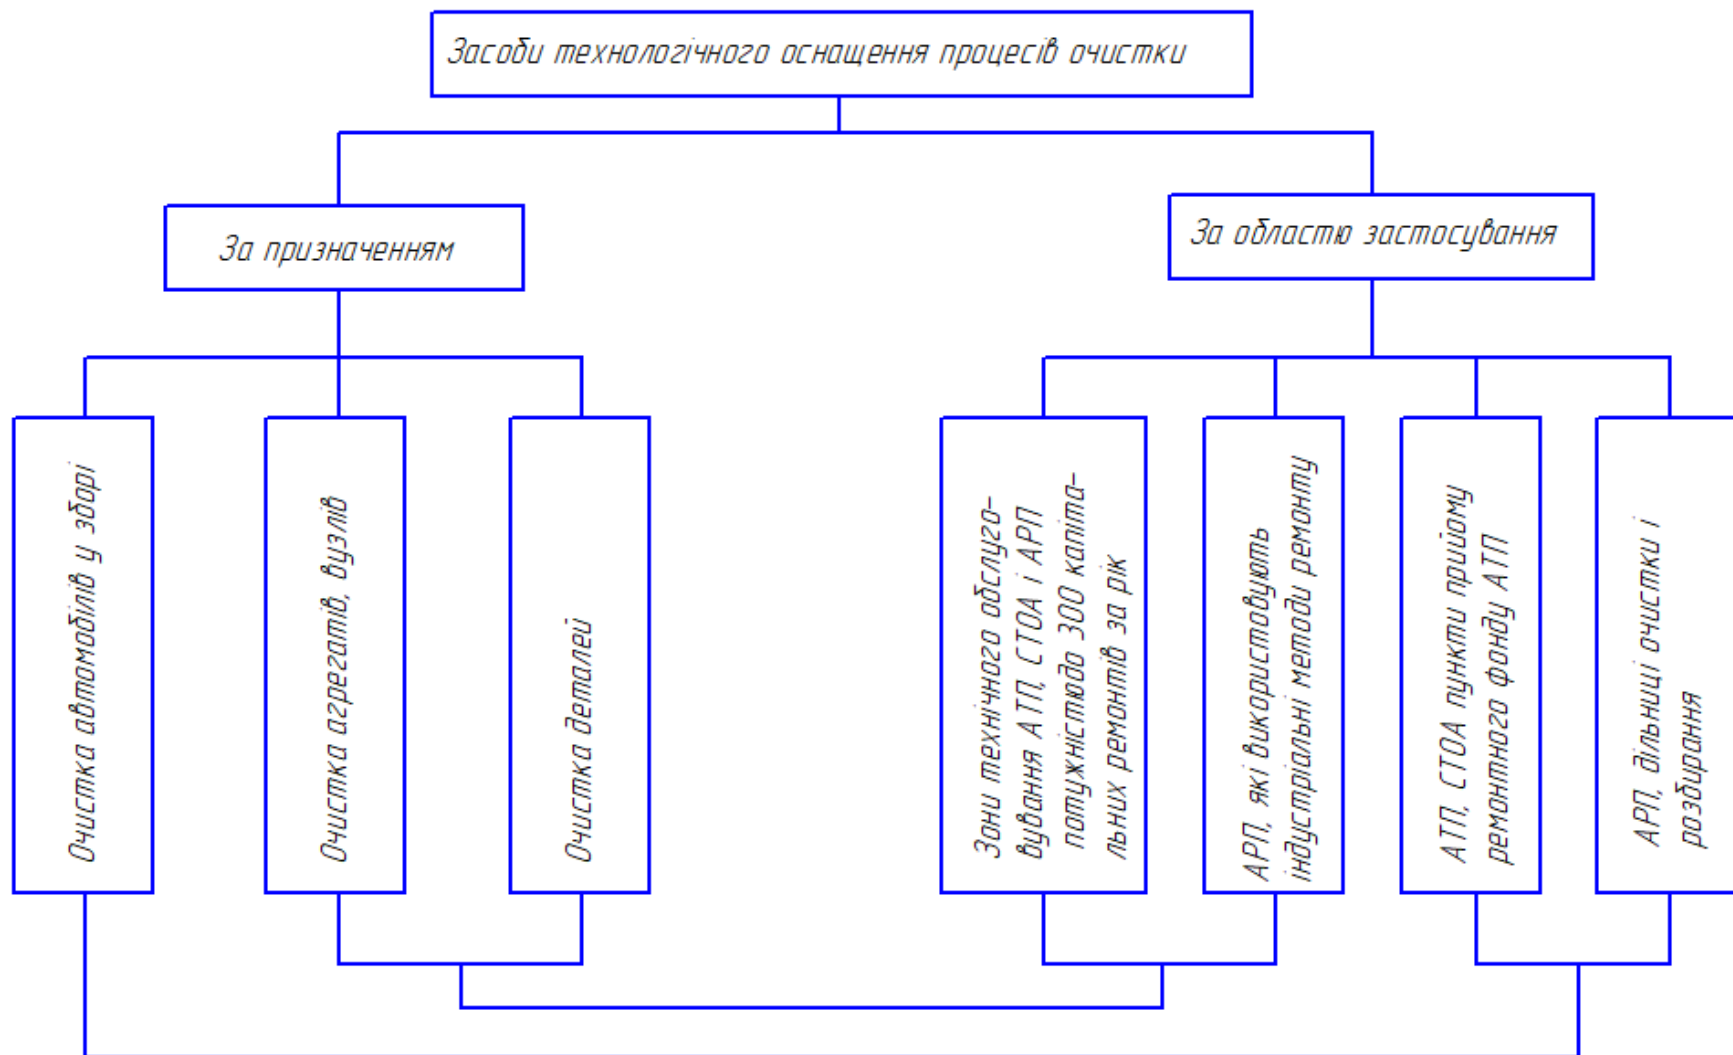 Засоби технологічного оснащення процесів очистки
За призначенням
За областю застосування
Очистка автомобілів у зборі
Очистка агрегатів, вузлів
Очистка деталей
Зони технічного обслуго-
вування АТП, СТОА і АРП
потужністюдо 300 капіта-
льних ремонтів за рік
АРП, які використовують
індустріальні методи ремонту
АТП, СТОА пункти прийому
ремонтного фонду АТП
АРП, дільниці очистки і
розбирання